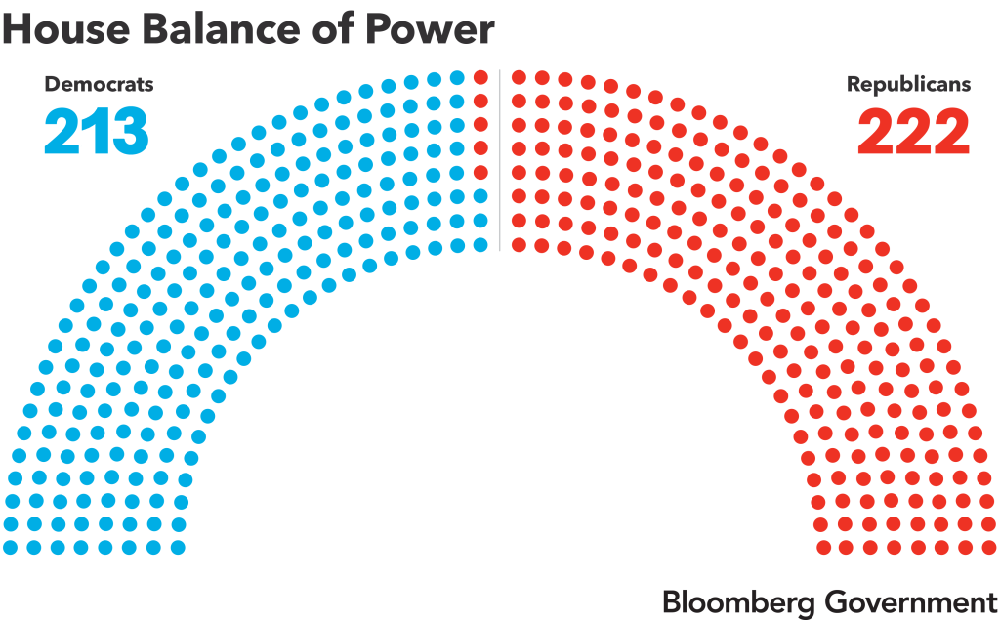 House Balance of Power
Democrats
213
Republicans
222
Bloomberg Government